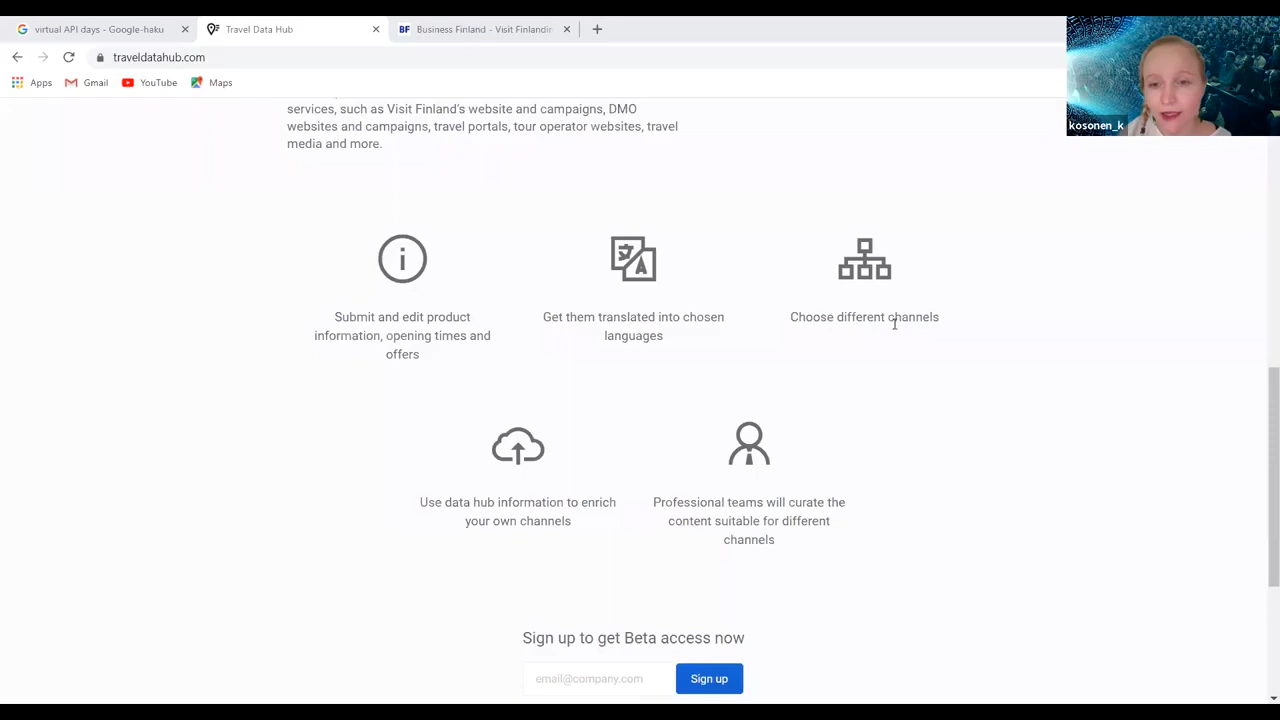 virtual API days - Google-haku
Travel Data Hub
BF Business Finland - Visit Finlandin
traveldatahub.com
Apps
Gmail
YouTube
Maps
kosonen_k
services, such as Visit Finland's website and campaigns, DMO
websites and campaigns, travel portals, tour operator websites, travel
media and more.
Submit and edit product
information, opening times and
offers
Get them translated into chosen
languages
Choose different channels
Use data hub information to enrich
your own channels
Professional teams will curate the
content suitable for different
channels
Sign up to get Beta access now
email@company.com
Sign up